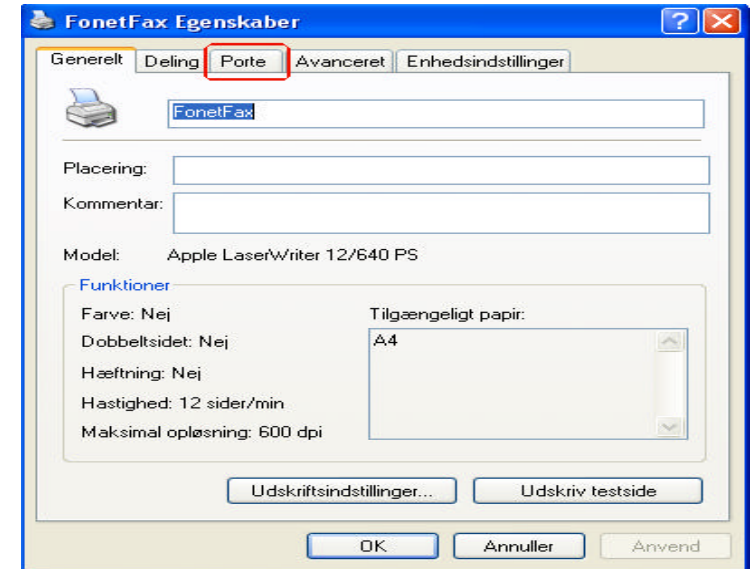 FonetFax Egenskaber
Generelt Deling Porte Avanceret Enhedsindstillinger
FonetFax
Placering:
Kommentar:
Model: Apple LaserWriter 12/640 PS
Funktioner
Farve: Nej Tilgængeligt papir:
Dobbeltsidet: Nej A4
Hæftning: Nej
Hastighed: 12 sider/min
Maksimal opløsning: 600 dpi
Udskriftsindstillinger... Udskriv testside
OK Annuller Anvend